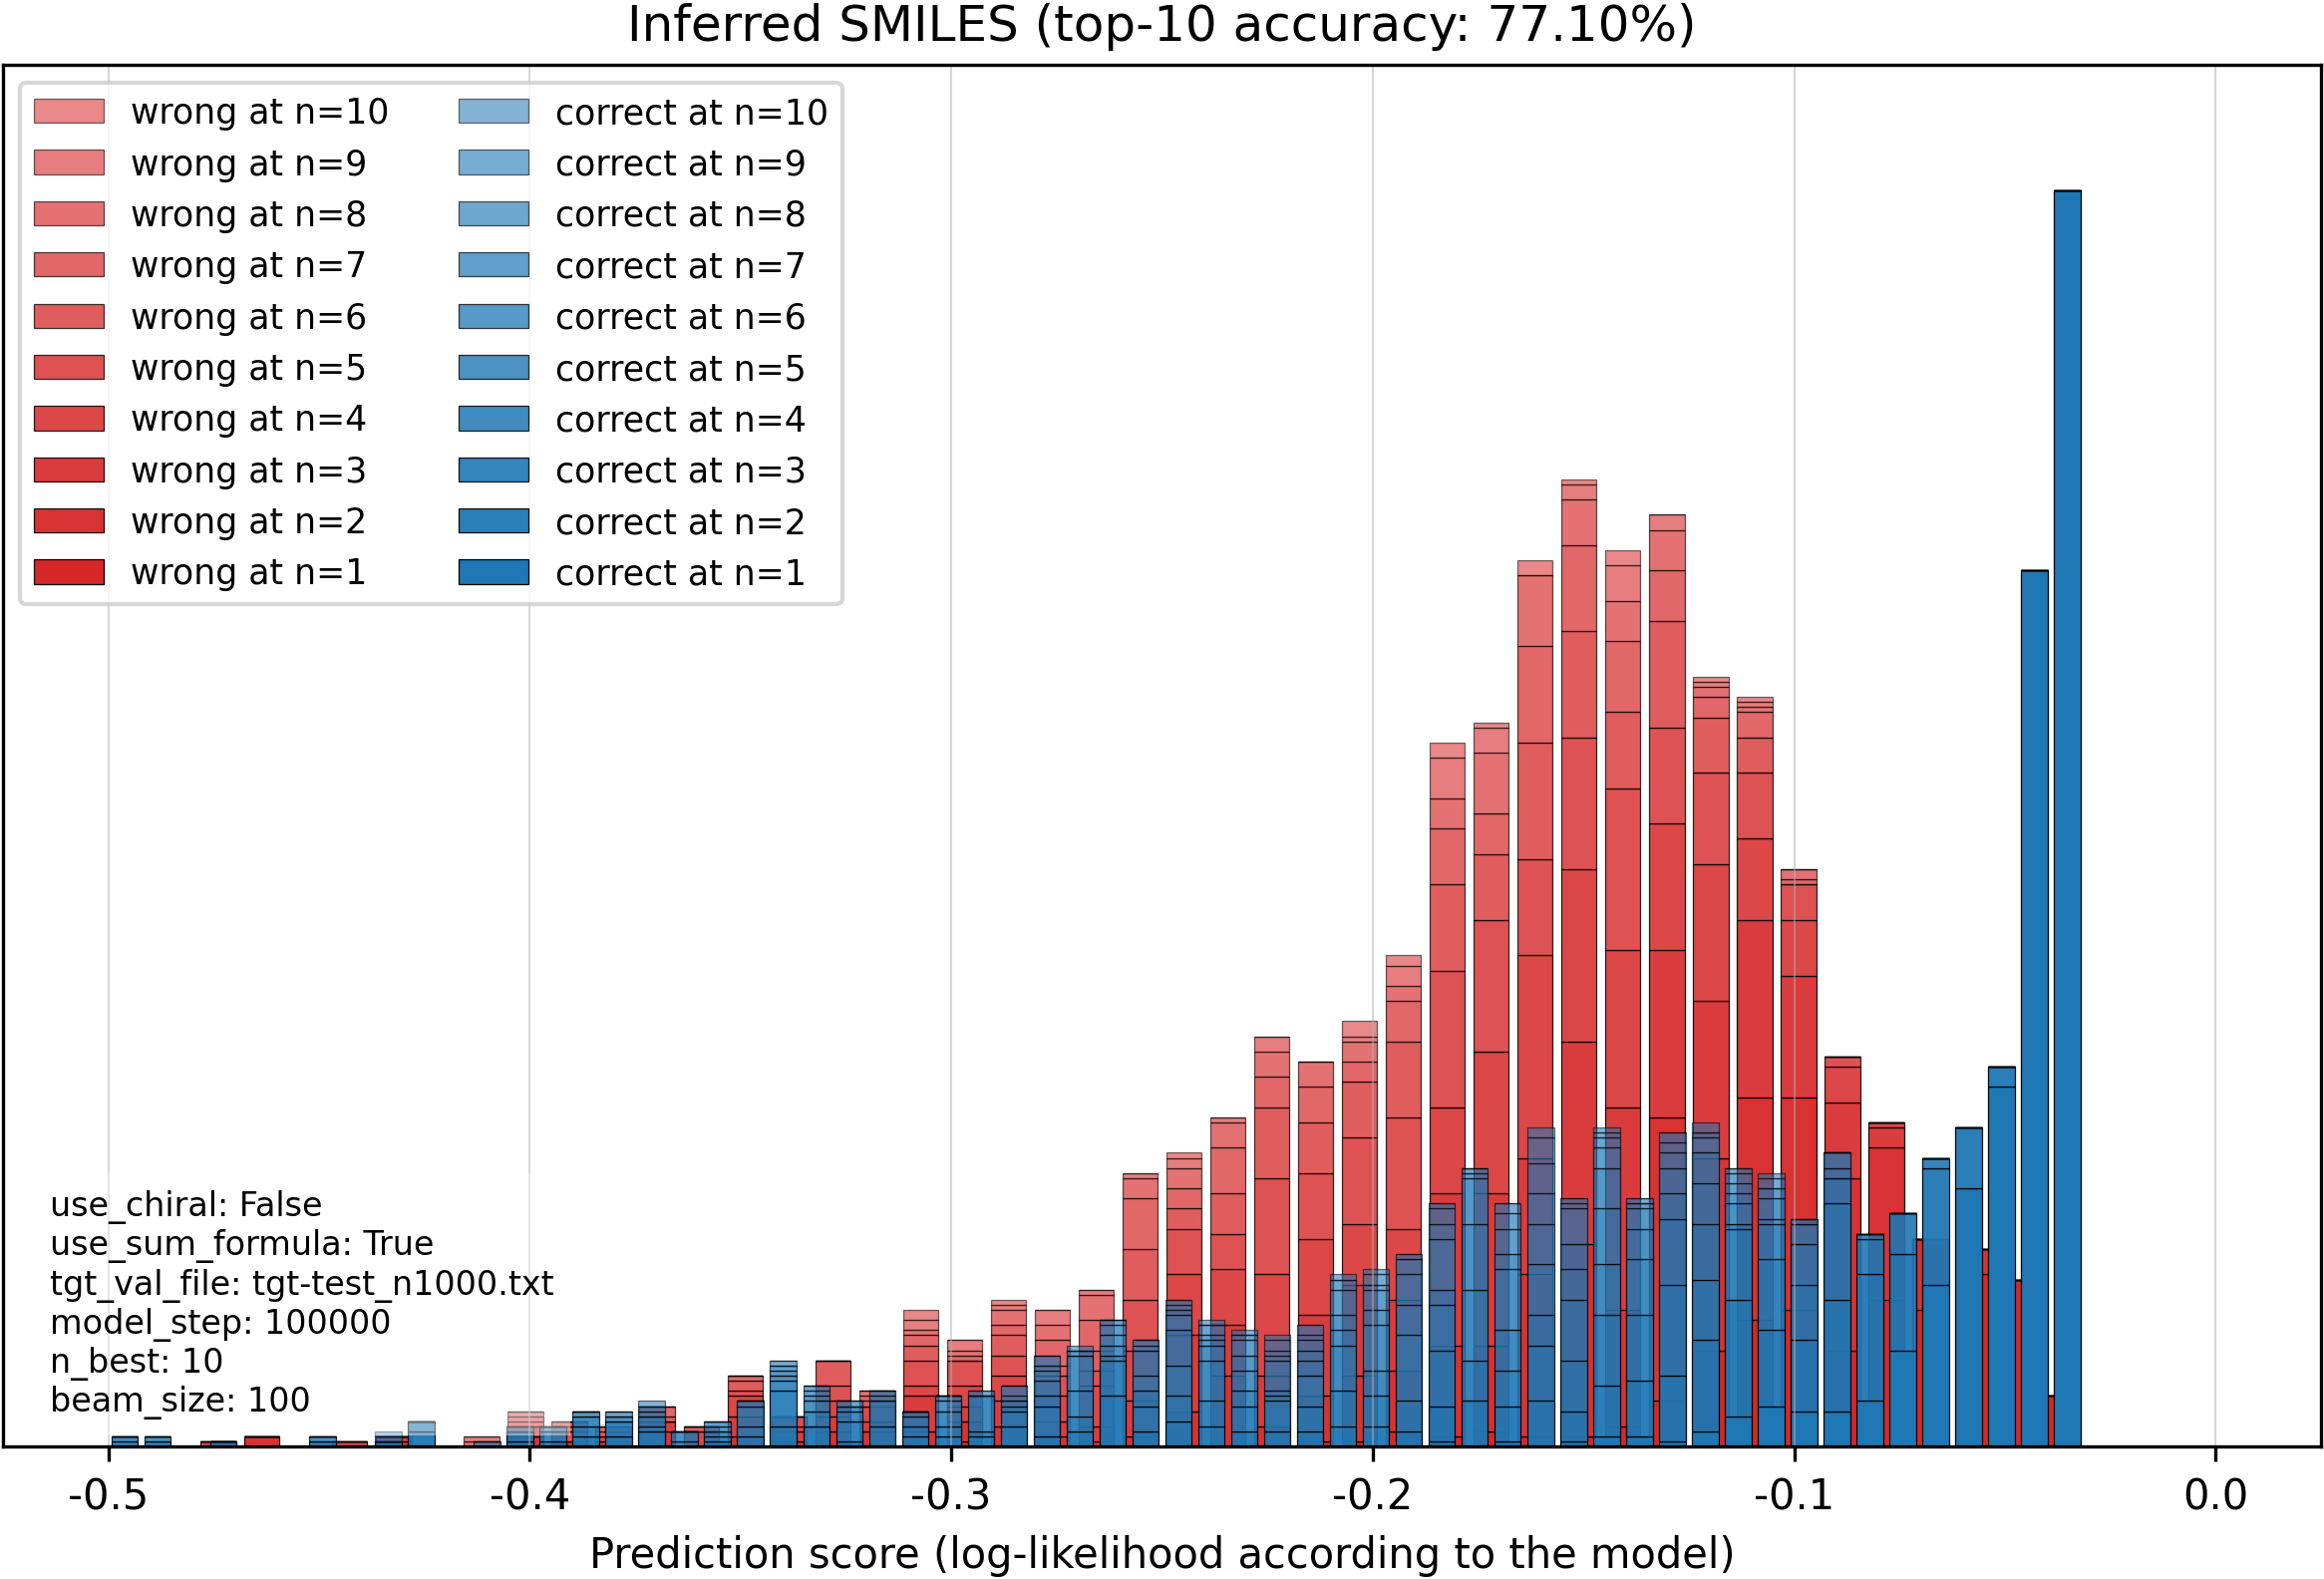 Inferred SMILES (top-10 accuracy: 77.10%)
wrong at n=10
wrong at n=9
wrong at n=8
wrong at n=7
wrong at n=6
wrong at n=5
wrong at n=4
wrong at n=3
wrong at n=2
wrong at n=1
correct at n=10
correct at n=9
correct at n=8
correct at n=7
correct at n=6
correct at n=5
correct at n=4
correct at n=3
correct at n=2
correct at n=1
use_chiral: False
use_sum_formula: True
tgt_val_file: tgt-test_n1000.txt
model_step: 100000
n_best: 10
beam_size: 100
-0.5 -0.4 -0.3 -0.2 -0.1 0.0
Prediction score (log-likelihood according to the model)